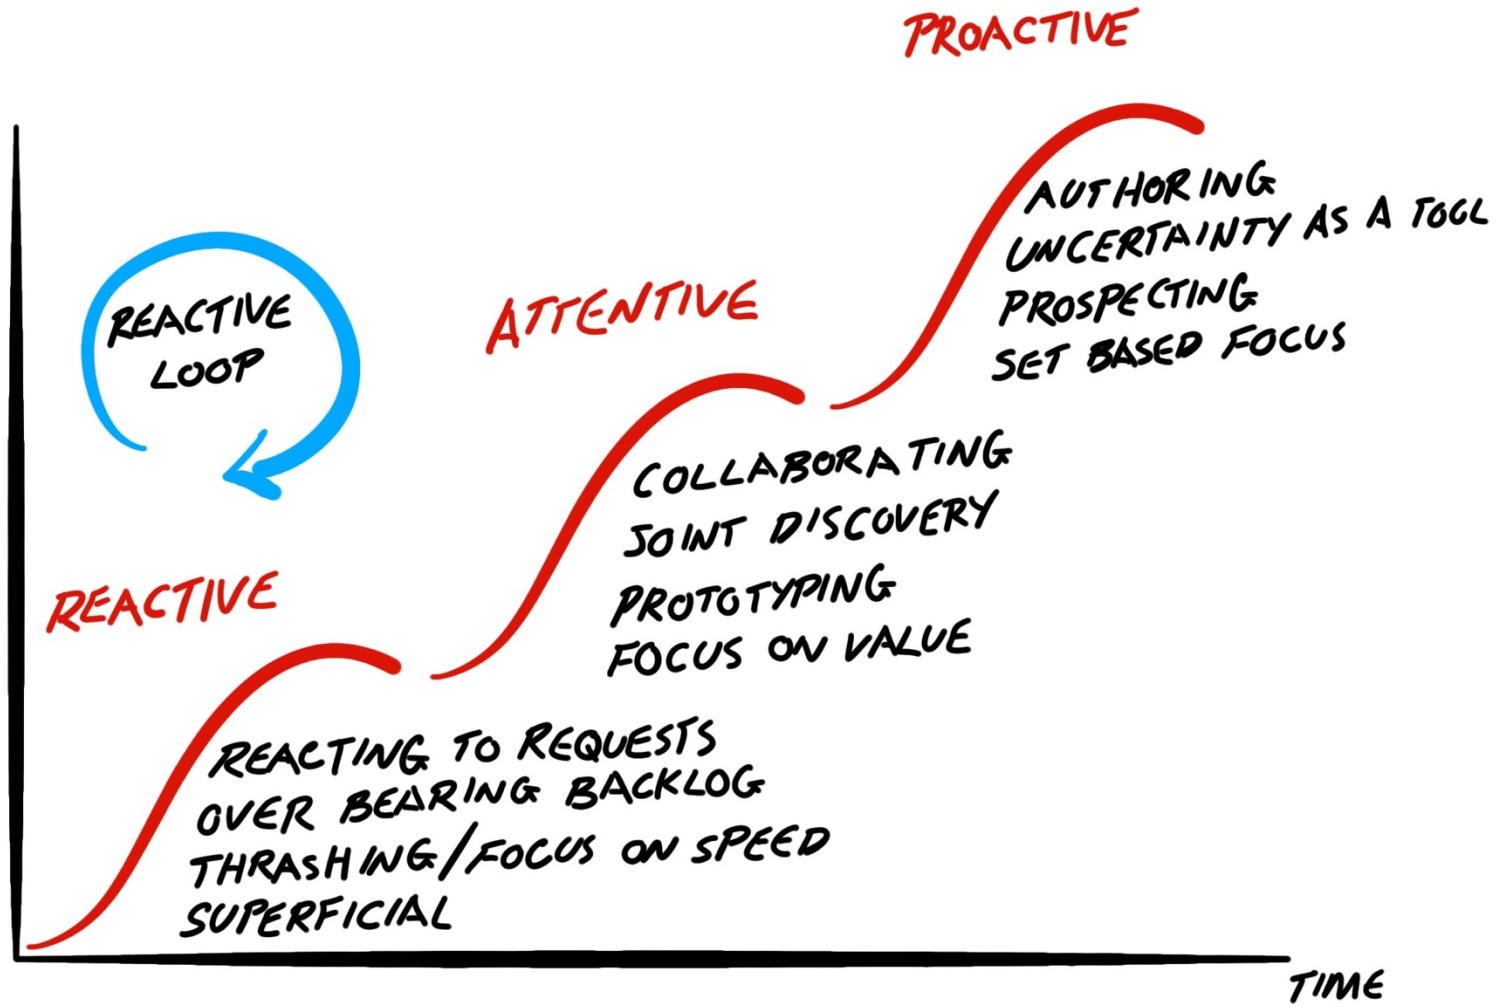 PROACTIVE
AUTHORING
UNCERTAINTY AS A TOOL
PROSPECTING
SET BASED FOCUS
REACTIVE
LOOP
ATTENTIVE
COLLABORATING
JOINT DISCOVERY
PROTOTYPING
FOCUS ON VALUE
REACTIVE
REACTING TO REQUESTS
OVER BEARING BACKLOG
THRASHING/FOCUS ON SPEED
SUPERFICIAL
TIME